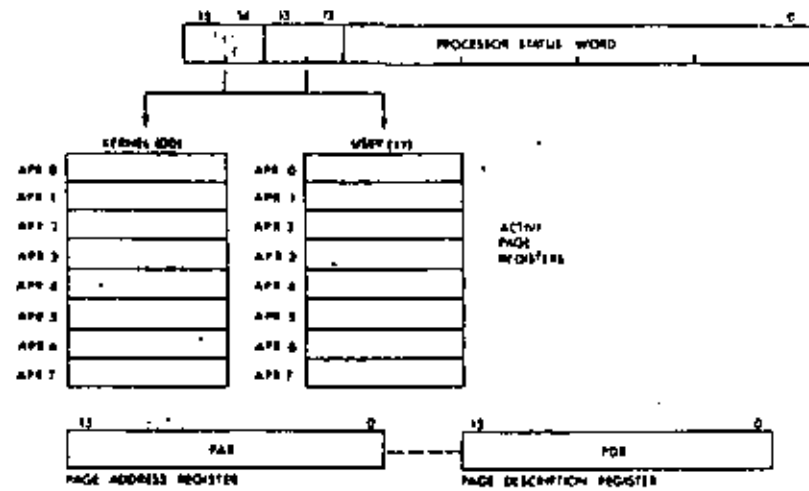 15 14 13 12 0
PROCESSOR STATUS WORD
KERNEL (00)
USER (11)
APR 0
APR 1
APR 2
APR 3
APR 4
APR 5
APR 6
APR 7
APR 0
APR 1
APR 2
APR 3
APR 4
APR 5
APR 6
APR 7
ACTIVE
PAGE
REGISTERS
15 0
PAR
PAGE ADDRESS REGISTER
15 0
PDR
PAGE DESCRIPTION REGISTER